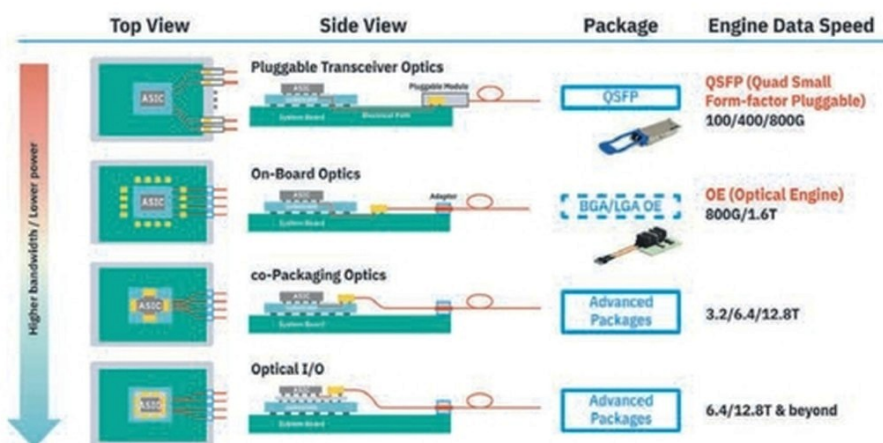 Top View
Side View
Package
Engine Data Speed
Higher bandwidth / Lower power
Pluggable Transceiver Optics
ASIC
ASIC
Pluggable Module
System Board
Electrical Path
QSFP
QSFP (Quad Small
Form-factor Pluggable)
100/400/800G
On-Board Optics
ASIC
ASIC
Adaptor
System Board
BGA/LGA OE
OE (Optical Engine)
800G/1.6T
co-Packaging Optics
ASIC
ASIC
System Board
Advanced
Packages
3.2/6.4/12.8T
Optical I/O
ASIC
ASIC
System Board
Advanced
Packages
6.4/12.8T & beyond